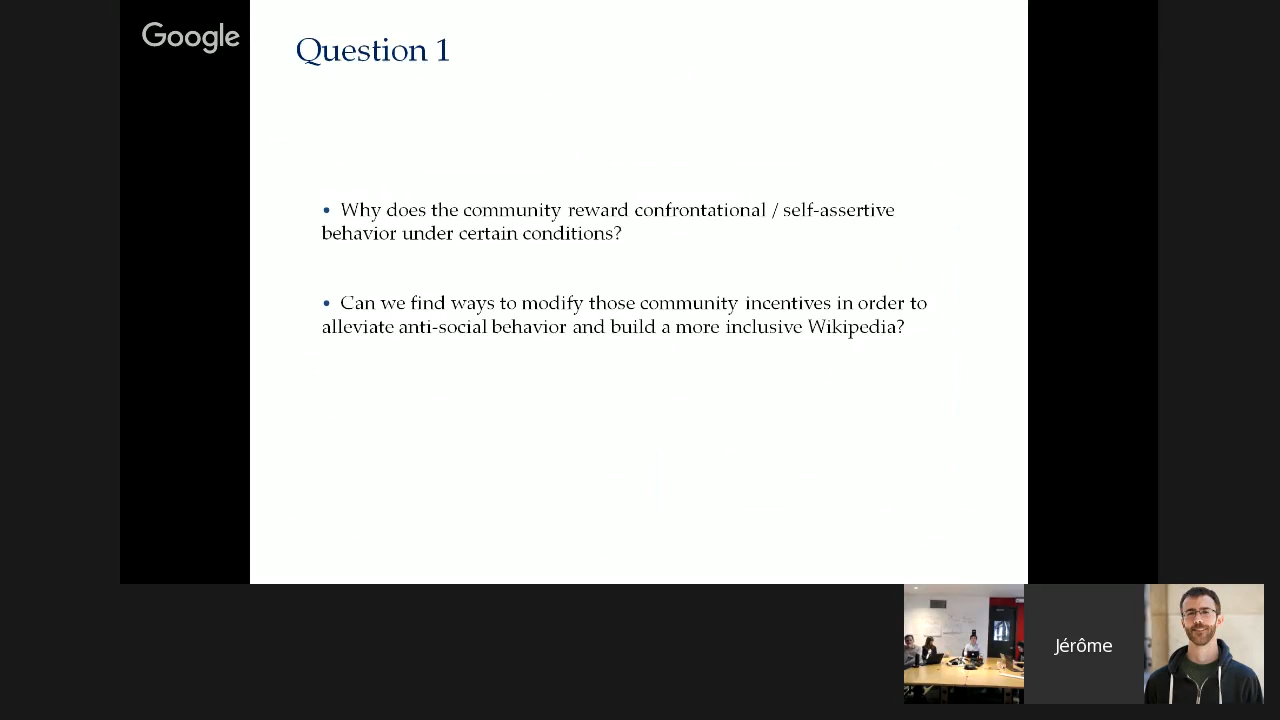 Google
Question 1
• Why does the community reward confrontational / self-assertive
behavior under certain conditions?
• Can we find ways to modify those community incentives in order to
alleviate anti-social behavior and build a more inclusive Wikipedia?
Jérôme